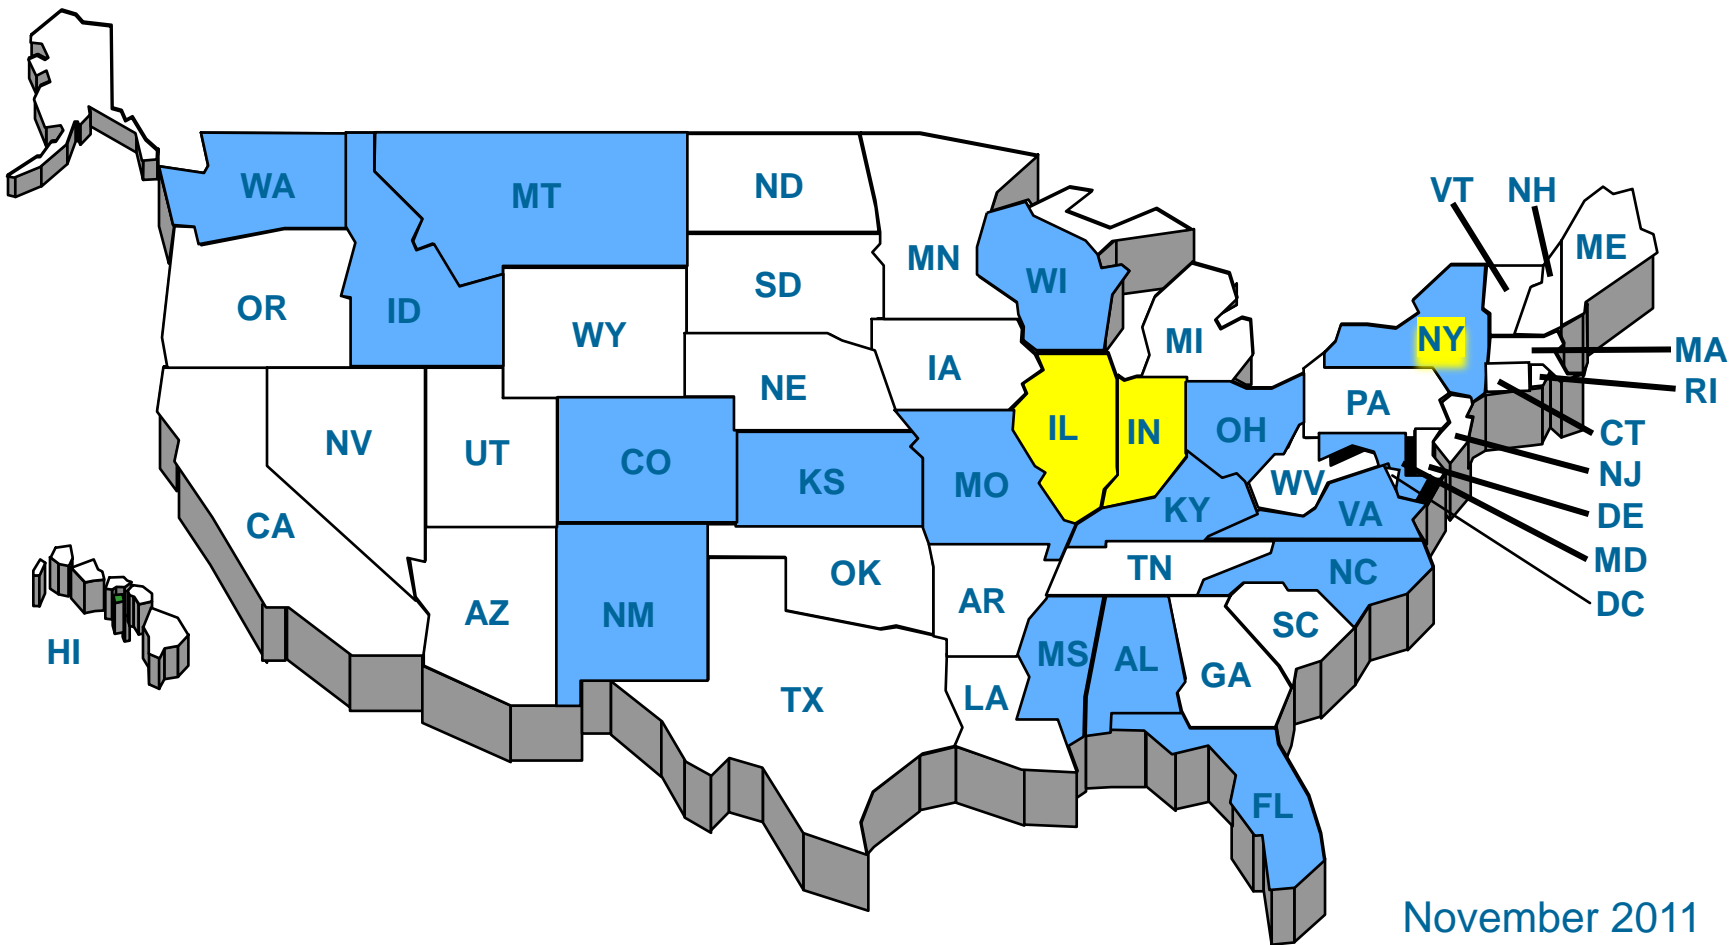 WA
MT
ND
MN
VT
NH
ME
OR
ID
SD
WI
WY
MI
NY
MA
NE
IA
RI
PA
NV
UT
CO
KS
MO
IL
IN
OH
CT
NJ
CA
WV
KY
VA
DE
OK
TN
NC
MD
HI
AZ
NM
AR
DC
MS
AL
GA
SC
TX
LA
FL
November 2011